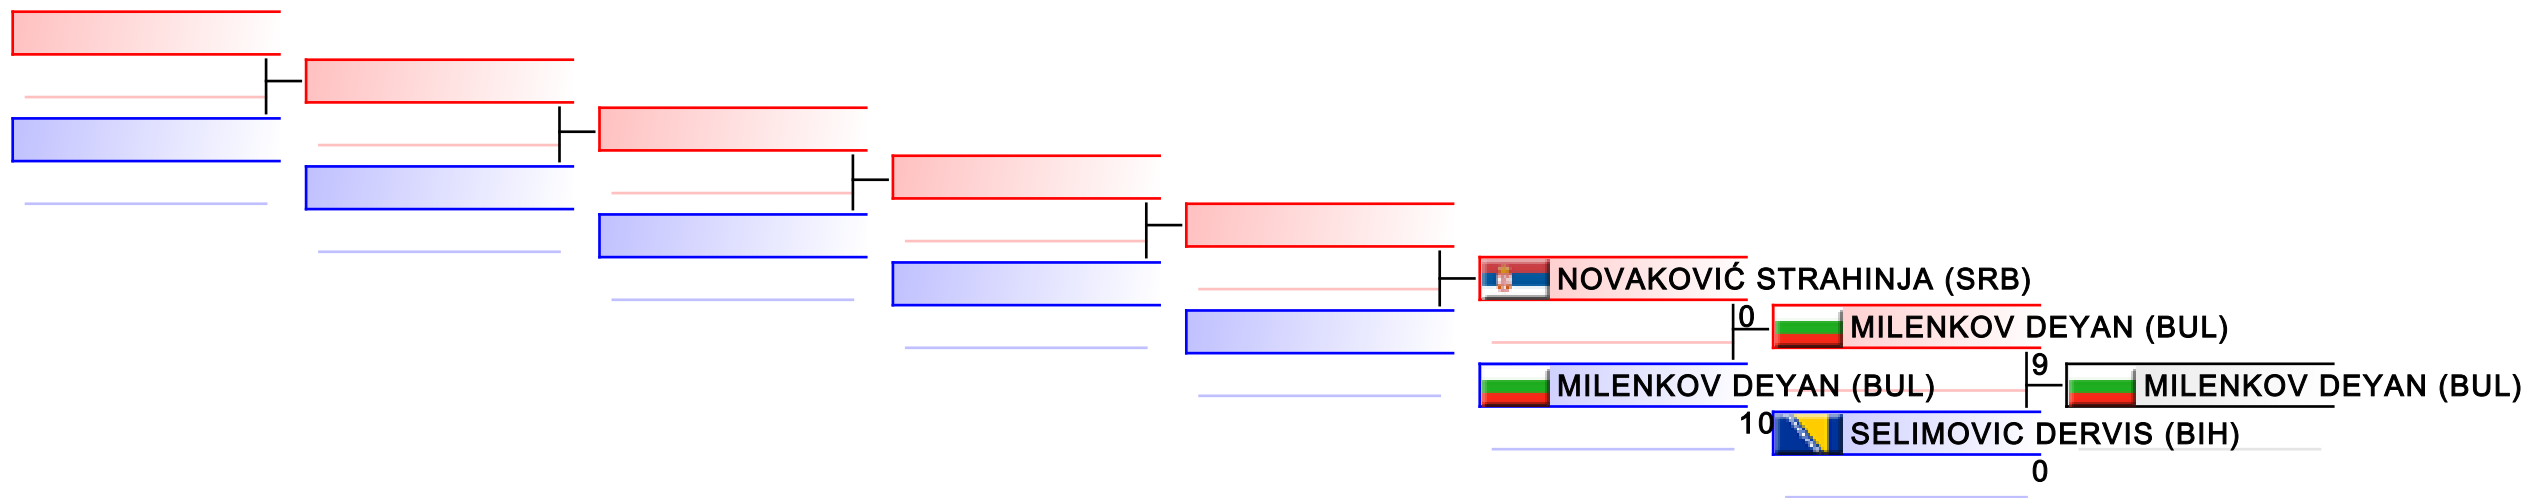 NOVAKOVIĆ STRAHINJA (SRB)
0
MILENKOV DEYAN (BUL)
9
MILENKOV DEYAN (BUL)
MILENKOV DEYAN (BUL)
10
SELIMOVIC DERVIS (BIH)
0